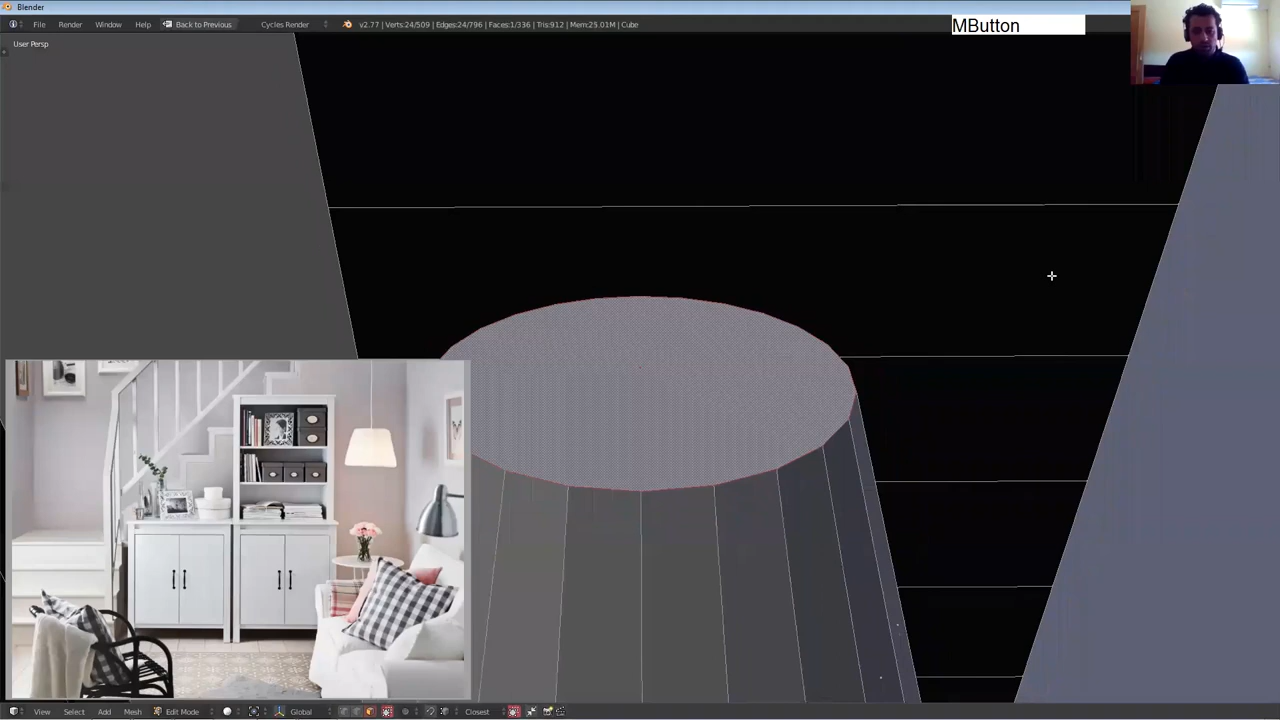 Blender
File Render Window Help Back to Previous Cycles Render v2.77 | Verts:24/509 | Edges:24/796 | Faces:1/336 | Tris:912 | Mem:25.01M | Cube
MButton
User Persp
View Select Add Mesh Edit Mode Global Closest